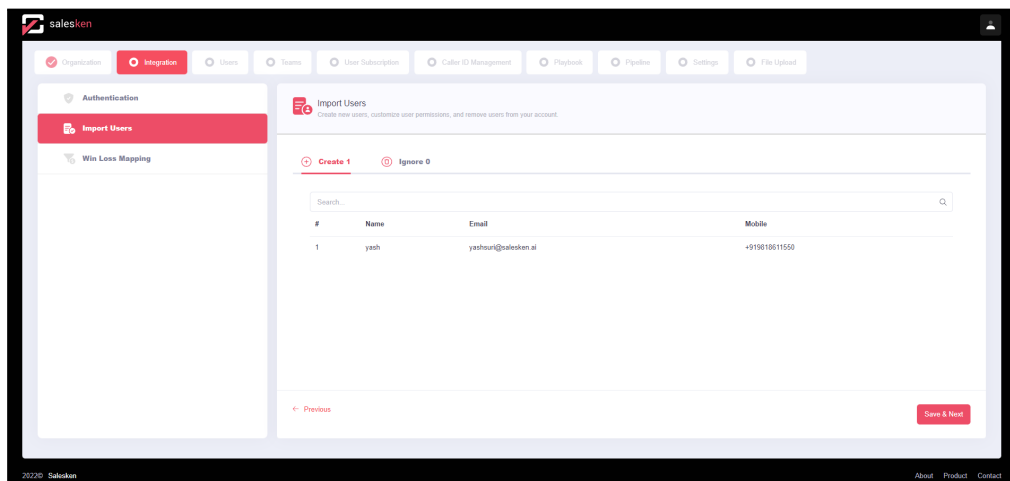 salesken
Organization Integration Users Teams User Subscription Caller ID Management Playbook Pipeline Settings File Upload
Authentication
Import Users
Win Loss Mapping
Import Users
Create new users, customize user permissions, and remove users from your account.
Create 1 Ignore 0
Search...
# Name Email Mobile
1 yash yashsuri@salesken.ai +919818611550
← Previous
Save & Next
2022© Salesken About Product Contact